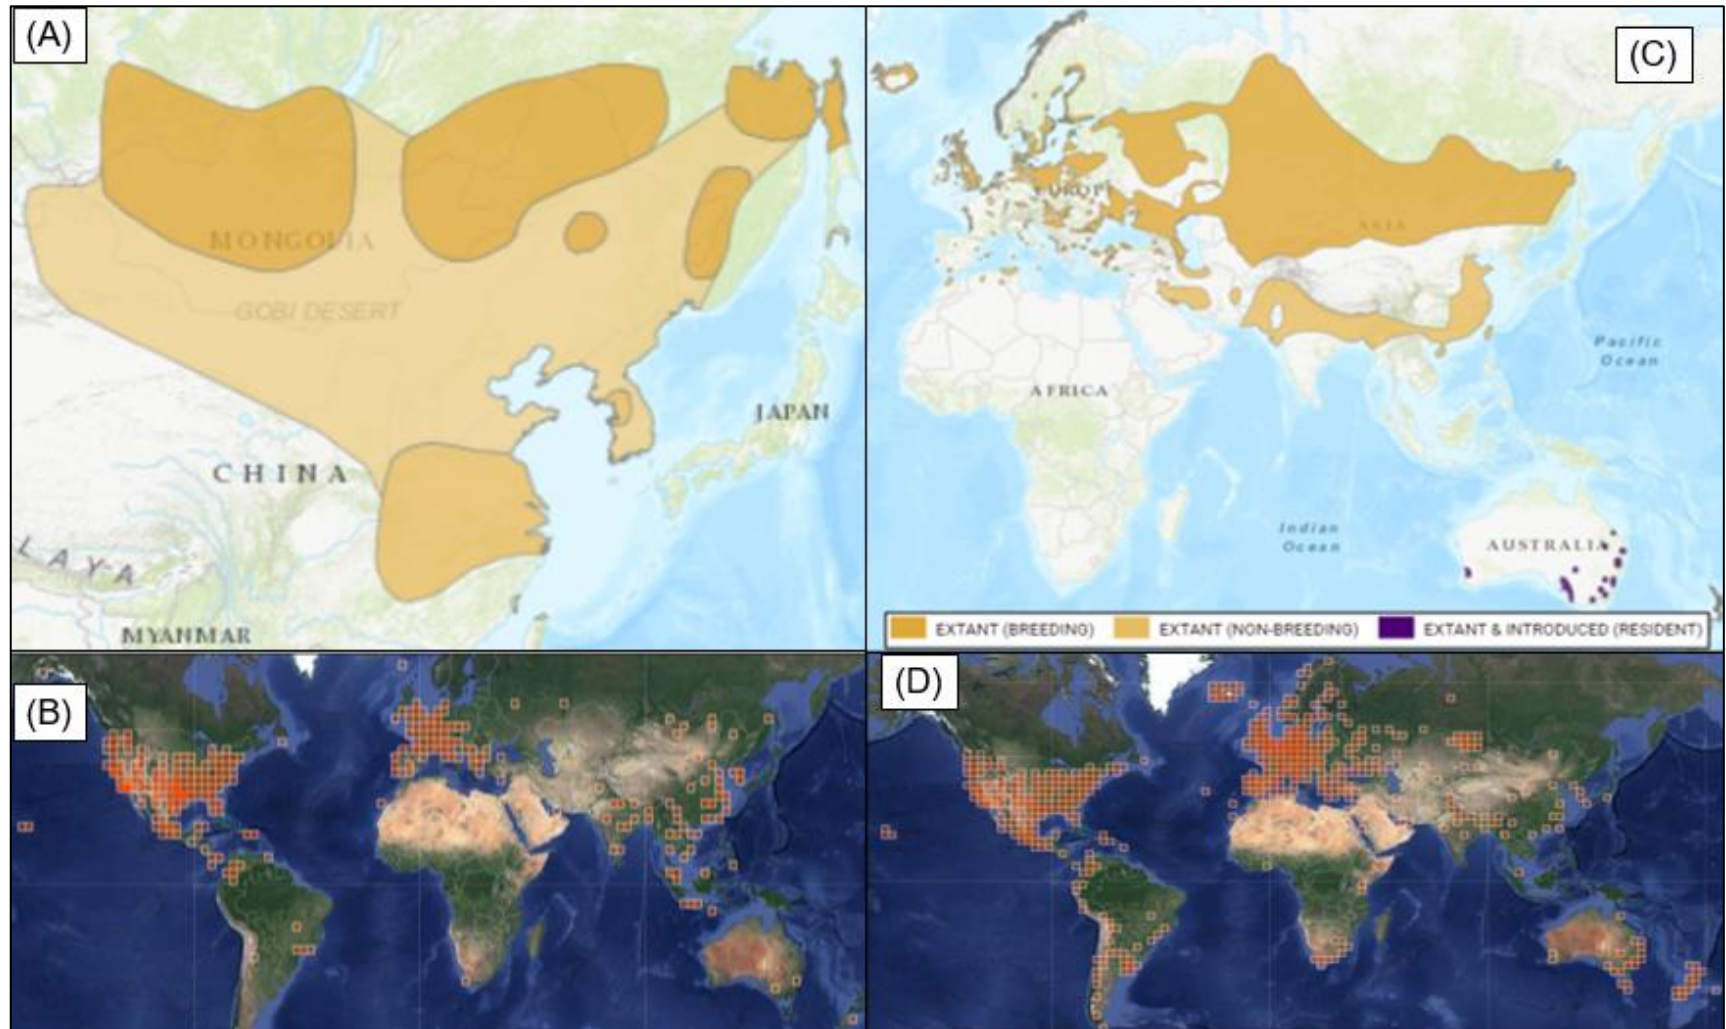 (A)
MONGOLIA
GOBI DESERT
JAPAN
CHINA
LAYA
MYANMAR
(C)
EUROP
ASIA
Pacific
Ocean
AFRICA
Indian
Ocean
AUSTRALIA
EXTANT (BREEDING)
EXTANT (NON-BREEDING)
EXTANT & INTRODUCED (RESIDENT)
(B)
(D)